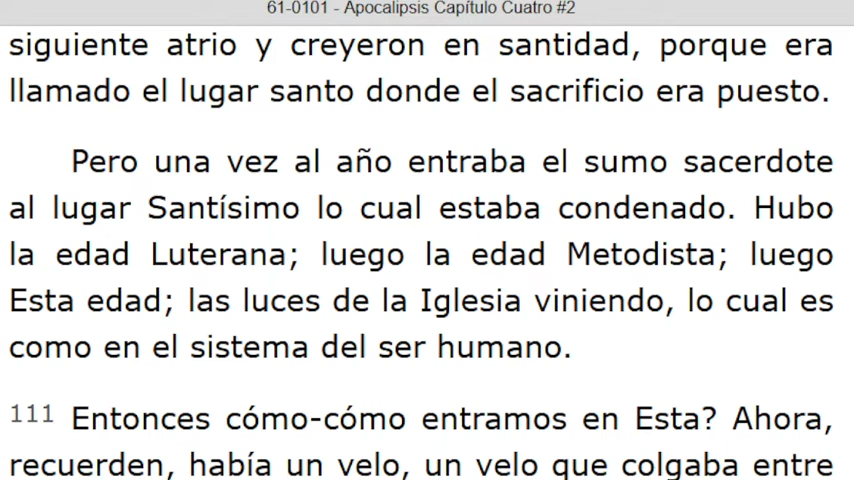 61-0101 - Apocalipsis Capítulo Cuatro #2
siguiente atrio y creyeron en santidad, porque era
llamado el lugar santo donde el sacrificio era puesto.
Pero una vez al año entraba el sumo sacerdote
al lugar Santísimo lo cual estaba condenado. Hubo
la edad Luterana; luego la edad Metodista; luego
Esta edad; las luces de la Iglesia viniendo, lo cual es
como en el sistema del ser humano.
111 Entonces cómo-cómo entramos en Esta? Ahora,
recuerden, había un velo, un velo que colgaba entre